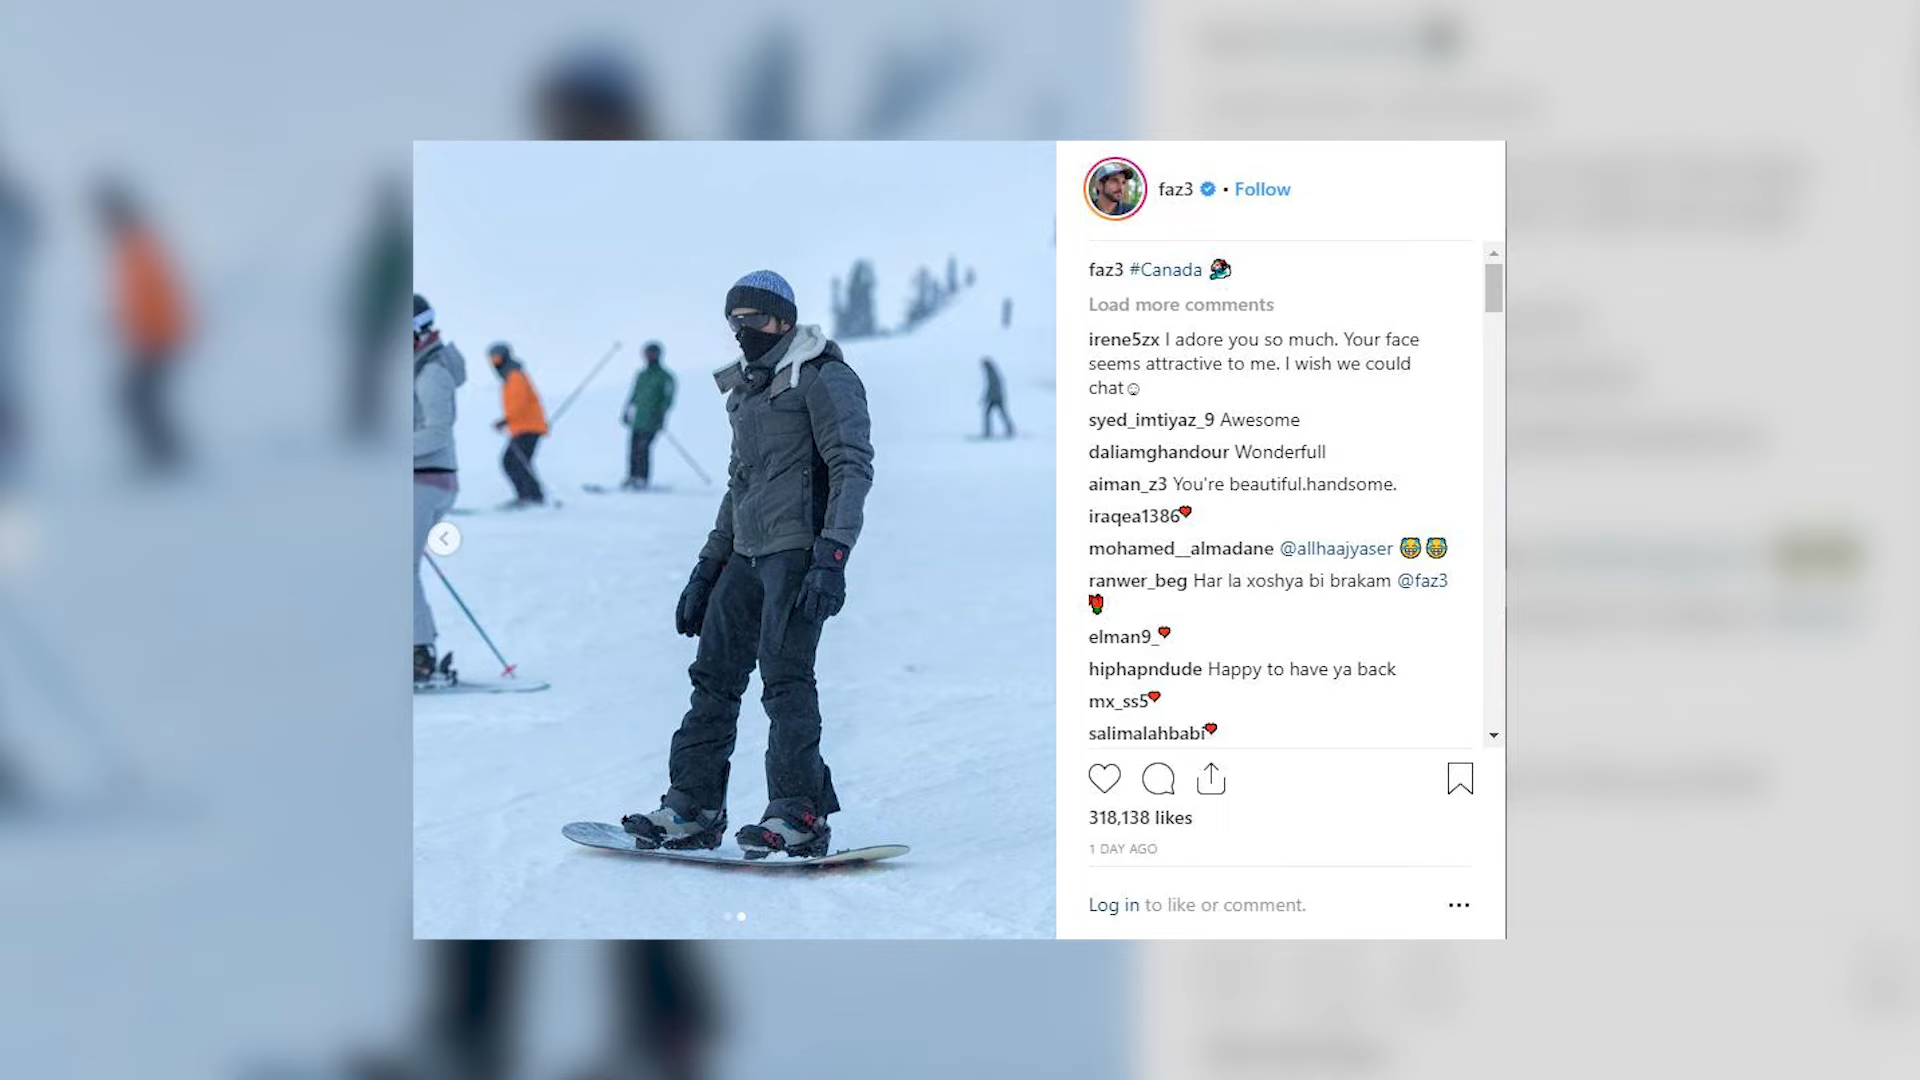 faz3 • Follow
faz3 #Canada
Load more comments
irene5zx I adore you so much. Your face
seems attractive to me. I wish we could
chat☺
syed_imtiyaz_9 Awesome
daliamghandour Wonderfull
aiman_z3 You're beautiful.handsome.
iraqea1386❤
mohamed__almadane @allhaajyaser 😂😂
ranwer_beg Har la xoshya bi brakam @faz3
🌹
elman9_❤
hiphapndude Happy to have ya back
mx_ss5❤
salimalahbabi❤
318,138 likes
1 DAY AGO
Log in to like or comment.